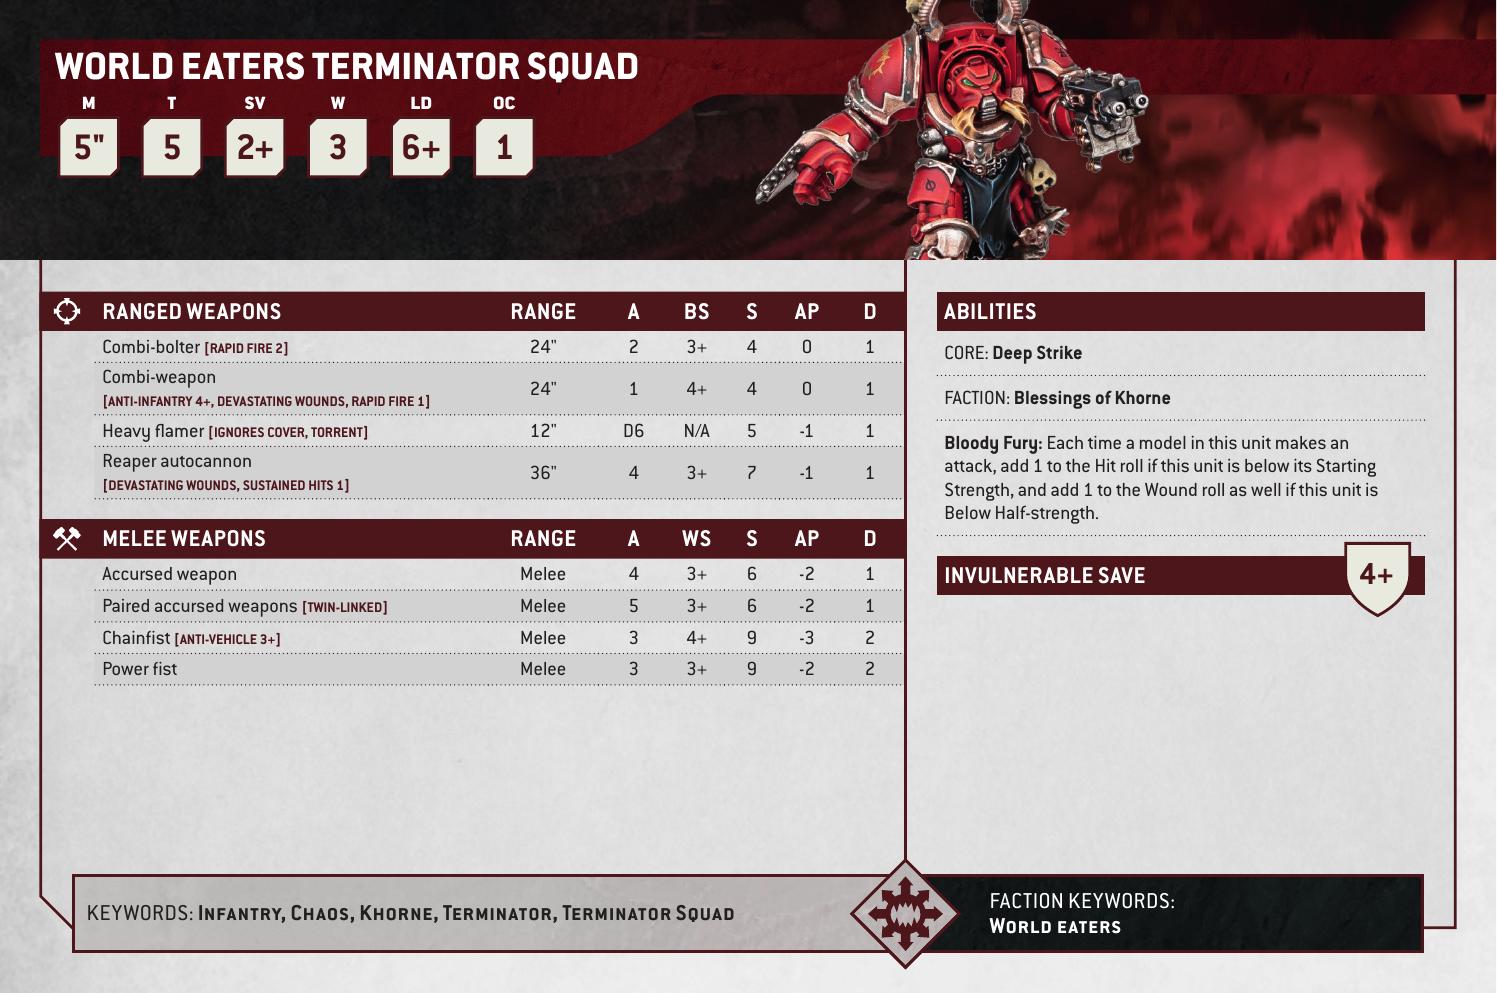 WORLD EATERS TERMINATOR SQUAD
M T SV W LD OC
5" 5 2+ 3 6+ 1
RANGED WEAPONS RANGE A BS S AP D
Combi-bolter [RAPID FIRE 2] 24" 2 3+ 4 0 1
Combi-weapon
[ANTI-INFANTRY 4+, DEVASTATING WOUNDS, RAPID FIRE 1] 24" 1 4+ 4 0 1
Heavy flamer [IGNORES COVER, TORRENT] 12" D6 N/A 5 -1 1
Reaper autocannon
[DEVASTATING WOUNDS, SUSTAINED HITS 1] 36" 4 3+ 7 -1 1
MELEE WEAPONS RANGE A WS S AP D
Accursed weapon Melee 4 3+ 6 -2 1
Paired accursed weapons [TWIN-LINKED] Melee 5 3+ 6 -2 1
Chainfist [ANTI-VEHICLE 3+] Melee 3 4+ 9 -3 2
Power fist Melee 3 3+ 9 -2 2
ABILITIES
CORE: Deep Strike
FACTION: Blessings of Khorne
Bloody Fury: Each time a model in this unit makes an
attack, add 1 to the Hit roll if this unit is below its Starting
Strength, and add 1 to the Wound roll as well if this unit is
Below Half-strength.
INVULNERABLE SAVE 4+
KEYWORDS: Infantry, Chaos, Khorne, Terminator, Terminator Squad
FACTION KEYWORDS:
World eaters